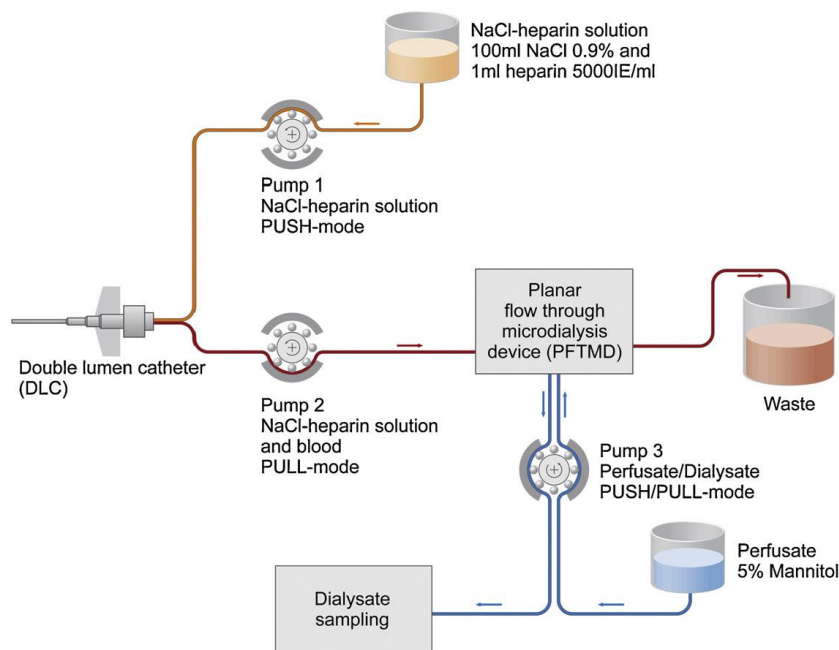 NaCl-heparin solution
100ml NaCl 0.9% and
1ml heparin 5000IE/ml
Pump 1
NaCl-heparin solution
PUSH-mode
Planar
flow through
microdialysis
device (PFTMD)
Double lumen catheter
(DLC)
Waste
Pump 2
NaCl-heparin solution
and blood
PULL-mode
Pump 3
Perfusate/Dialysate
PUSH/PULL-mode
Perfusate
5% Mannitol
Dialysate
sampling